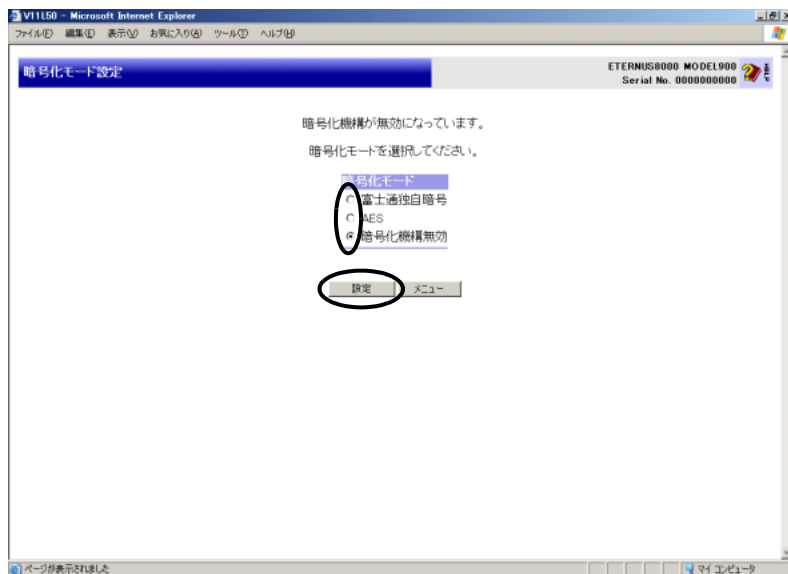 V11L50 - Microsoft Internet Explorer
ファイル(F) 編集(E) 表示(V) お気に入り(A) ツール(T) ヘルプ(H)
暗号化モード設定
ETERNUS8000 MODEL900
Serial No. 0000000000
暗号化機構が無効になっています。
暗号化モードを選択してください。
暗号化モード
富士通独自暗号
AES
暗号化機構無効
設定 メニュー
ページが表示されました マイ コンピュータ